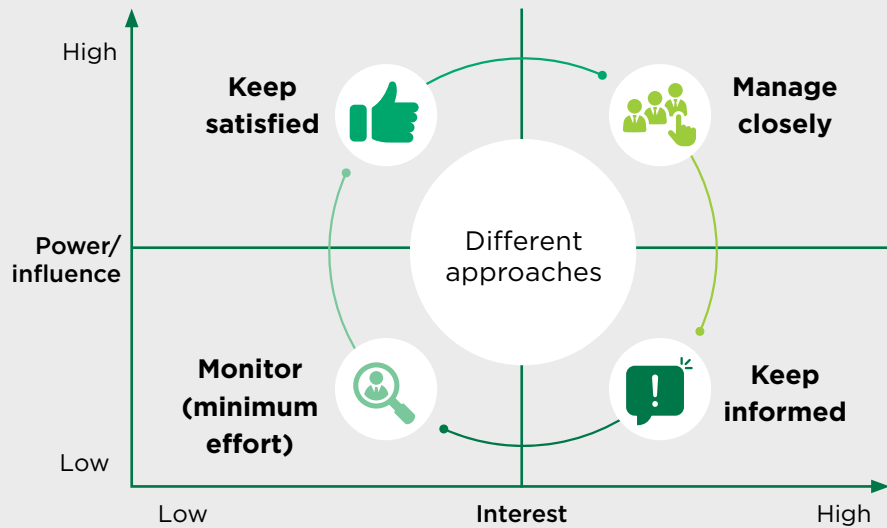 High
Keep
satisfied
Manage
closely
Power/
influence
Different
approaches
Monitor
(minimum
effort)
Keep
informed
Low
Low
Interest
High